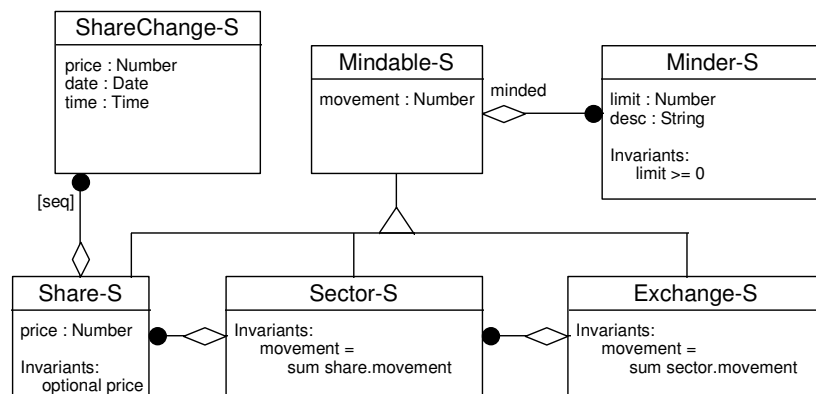 ShareChange-S
price : Number
date : Date
time : Time
Mindable-S
movement : Number
minded
Minder-S
limit : Number
desc : String
Invariants:
limit >= 0
[seq]
Share-S
price : Number
Invariants:
optional price
Sector-S
Invariants:
movement =
sum share.movement
Exchange-S
Invariants:
movement =
sum sector.movement